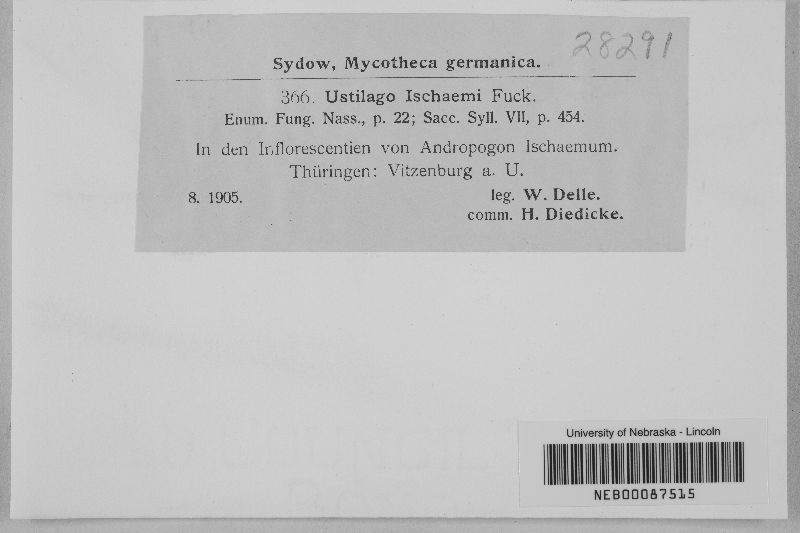 28291
Sydow, Mycotheca germanica.
366. Ustilago Ischaemi Fuck.
Enum. Fung. Nass., p. 22; Sacc. Syll. VII, p. 454.
In den Inflorescentien von Andropogon Ischaemum.
Thüringen: Vitzenburg a. U.
8. 1905. leg. W. Delle.
comm. H. Diedicke.
University of Nebraska - Lincoln
NEB00087515